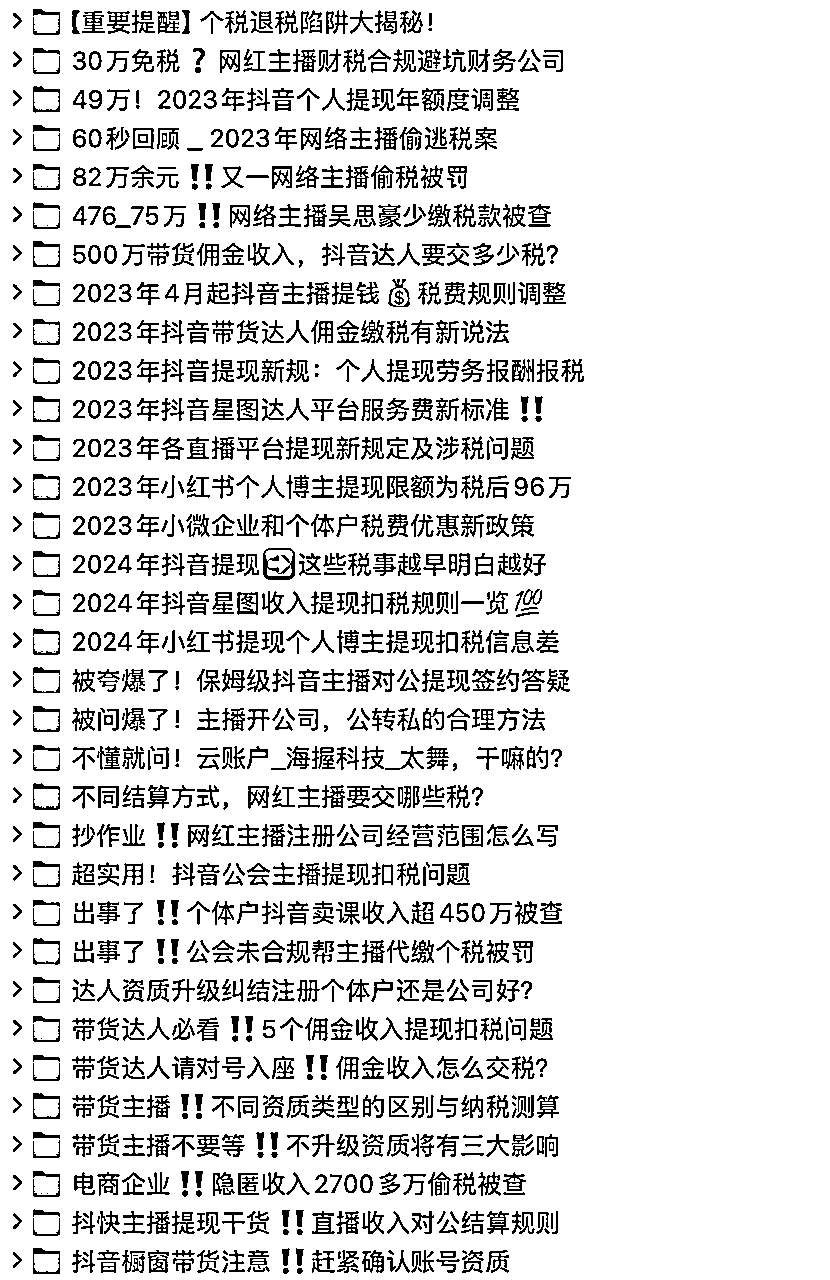 【重要提醒】个税退税陷阱大揭秘!
30万免税❓网红主播财税合规避坑财务公司
49万！2023年抖音个人提现年额度调整
60秒回顾 _ 2023年网络主播偷逃税案
82万余元‼️又一网络主播偷税被罚
476_75万‼️网络主播吴思豪少缴税款被查
500万带货佣金收入，抖音达人要交多少税?
2023年4月起抖音主播提钱💰税费规则调整
2023年抖音带货达人佣金缴税有新说法
2023年抖音提现新规：个人提现劳务报酬报税
2023年抖音星图达人平台服务费新标准‼️
2023年各直播平台提现新规定及涉税问题
2023年小红书个人博主提现限额为税后96万
2023年小微企业和个体户税费优惠新政策
2024年抖音提现➡️这些税事越早明白越好
2024年抖音星图收入提现扣税规则一览💯
2024年小红书提现个人博主提现扣税信息差
被夸爆了！保姆级抖音主播对公提现签约答疑
被问爆了！主播开公司，公转私的合理方法
不懂就问！云账户_海握科技_太舞，干嘛的?
不同结算方式，网红主播要交哪些税?
抄作业‼️网红主播注册公司经营范围怎么写
超实用！抖音公会主播提现扣税问题
出事了‼️个体户抖音卖课收入超450万被查
出事了‼️公会未合规帮主播代缴个税被罚
达人资质升级纠结注册个体户还是公司好?
带货达人必看‼️5个佣金收入提现扣税问题
带货达人请对号入座‼️佣金收入怎么交税?
带货主播‼️不同资质类型的区别与纳税测算
带货主播不要等‼️不升级资质将有三大影响
电商企业‼️隐匿收入2700多万偷税被查
抖快主播提现干货‼️直播收入对公结算规则
抖音橱窗带货注意‼️赶紧确认账号资质